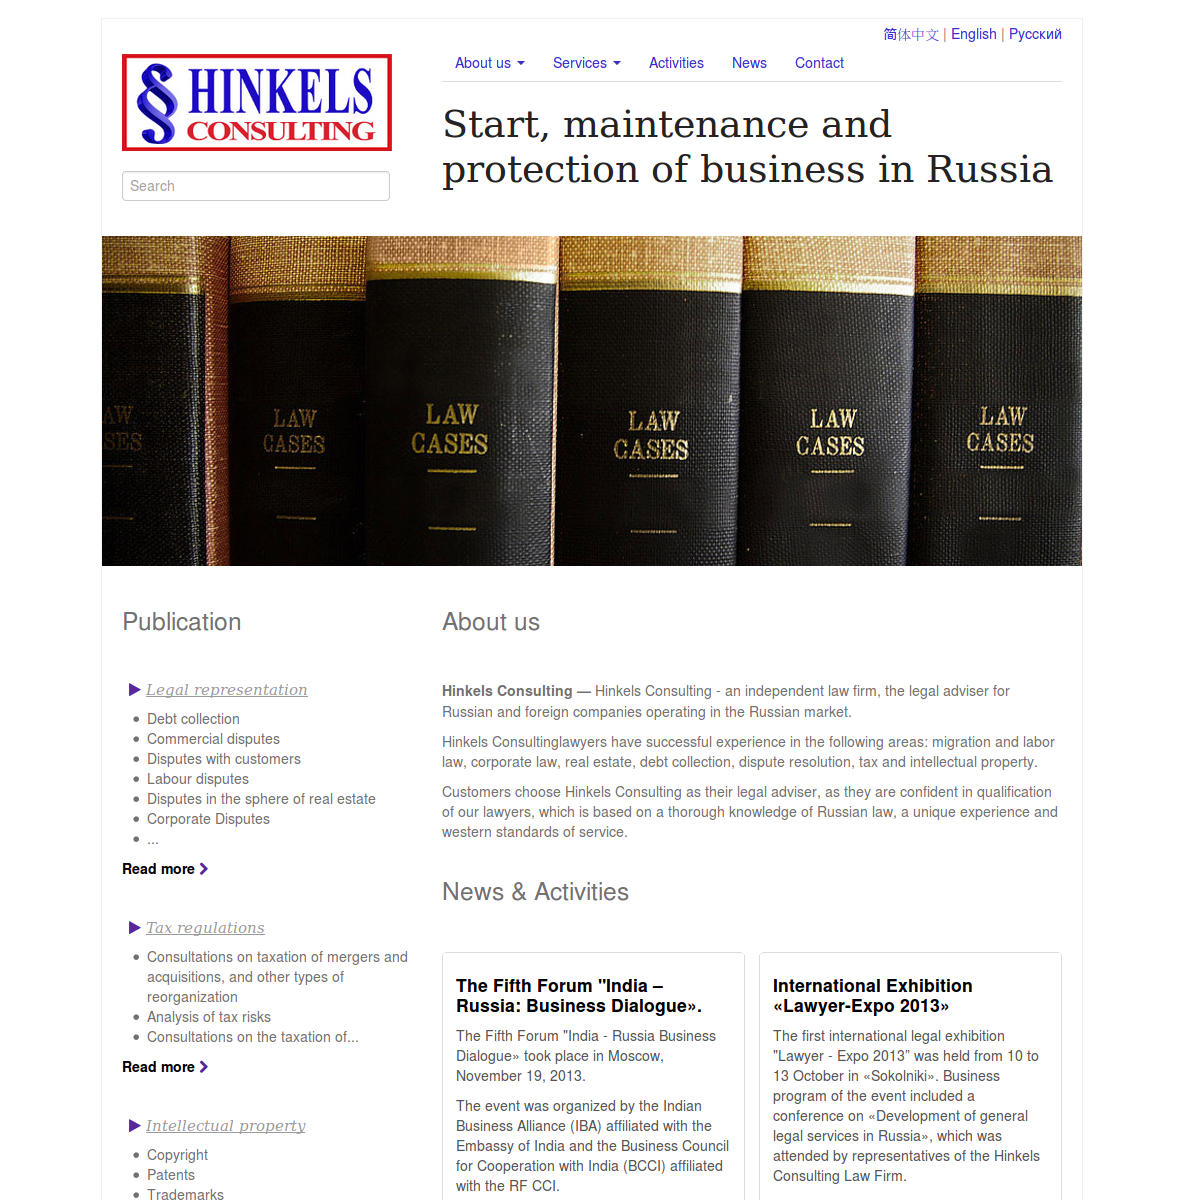 简体中文 | English | Русский
HINKELS
CONSULTING
About us
Services
Activities
News
Contact
Search
Start, maintenance and
protection of business in Russia
LAW
CASES
LAW
CASES
LAW
CASES
LAW
CASES
LAW
CASES
Publication
Legal representation
Debt collection
Commercial disputes
Disputes with customers
Labour disputes
Disputes in the sphere of real estate
Corporate Disputes
...
Read more
Tax regulations
Consultations on taxation of mergers and
acquisitions, and other types of
reorganization
Analysis of tax risks
Consultations on the taxation of...
Read more
Intellectual property
Copyright
Patents
Trademarks
About us
Hinkels Consulting — Hinkels Consulting - an independent law firm, the legal adviser for
Russian and foreign companies operating in the Russian market.
Hinkels Consultinglawyers have successful experience in the following areas: migration and labor
law, corporate law, real estate, debt collection, dispute resolution, tax and intellectual property.
Customers choose Hinkels Consulting as their legal adviser, as they are confident in qualification
of our lawyers, which is based on a thorough knowledge of Russian law, a unique experience and
western standards of service.
News & Activities
The Fifth Forum "India –
Russia: Business Dialogue».
The Fifth Forum "India - Russia Business
Dialogue» took place in Moscow,
November 19, 2013.
The event was organized by the Indian
Business Alliance (IBA) affiliated with the
Embassy of India and the Business Council
for Cooperation with India (BCCI) affiliated
with the RF CCI.
International Exhibition
«Lawyer-Expo 2013»
The first international legal exhibition
"Lawyer - Expo 2013” was held from 10 to
13 October in «Sokolniki». Business
program of the event included a
conference on «Development of general
legal services in Russia», which was
attended by representatives of the Hinkels
Consulting Law Firm.